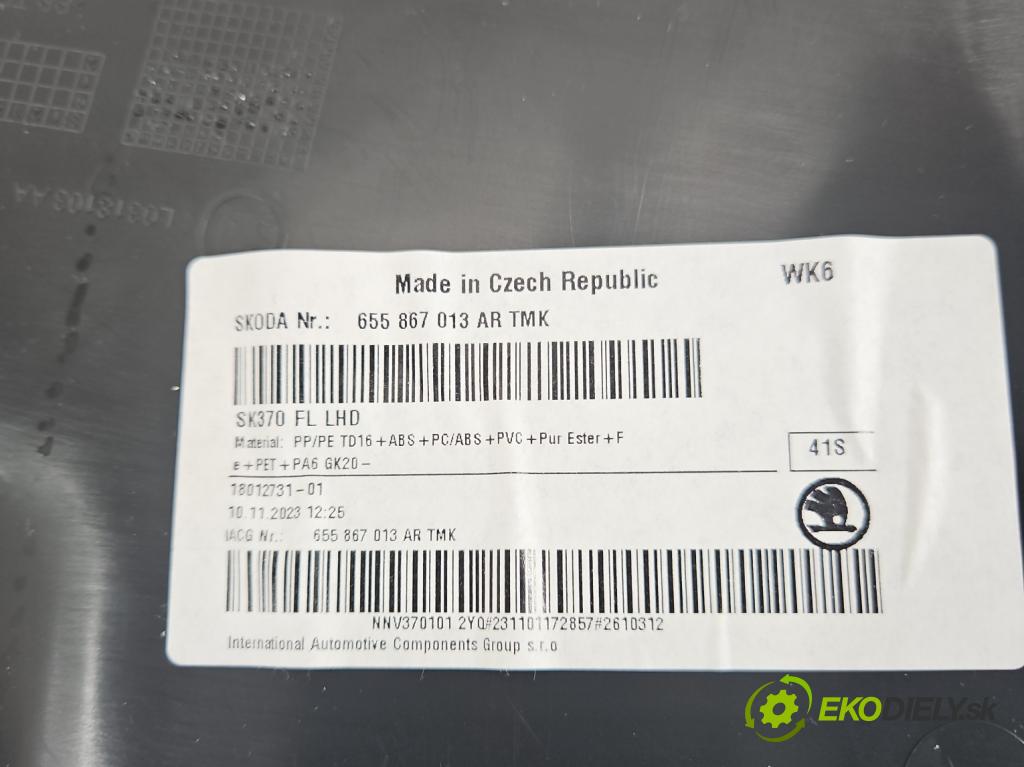 L0313103 AA
Made in Czech Republic
WK6
SKODA Nr.: 655 867 013 AR TMK
SK370 FL LHD
Material: PP/PE TD16+ABS+PC/ABS+PVC+Pur Ester+F
e+PET+PA6 GK20-
41S
18012731-01
10.11.2023 12:25
IACG Nr.: 655 867 013 AR TMK
NNV370101 2YQ#231101172857#2610312
International Automotive Components Group s.r.o
EKODIELY.sk